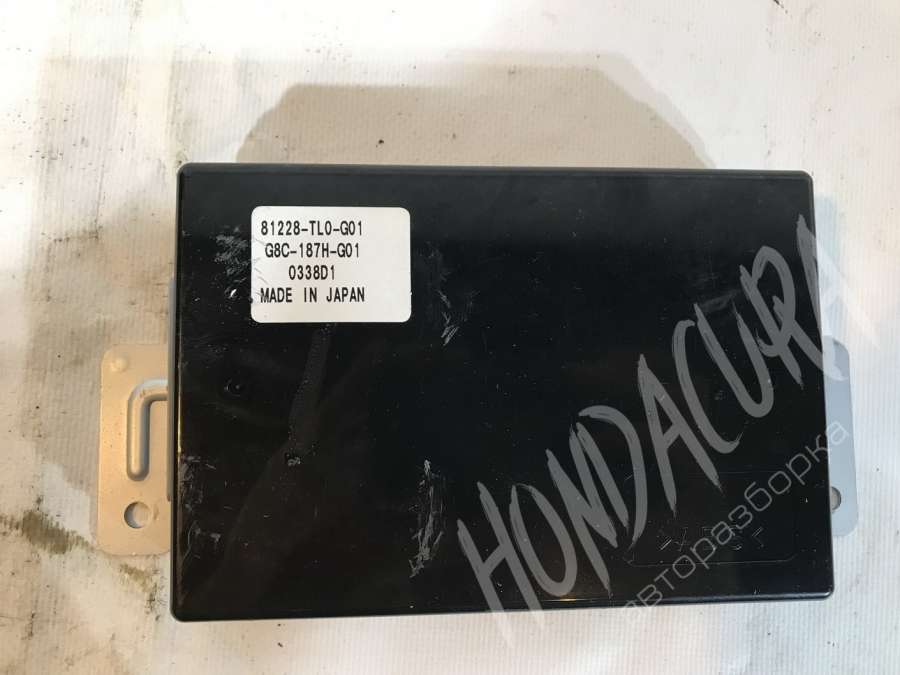 81228-TL0-G01
G8C-187H-G01
0338D1
MADE IN JAPAN
HONDACURA
авторазборка